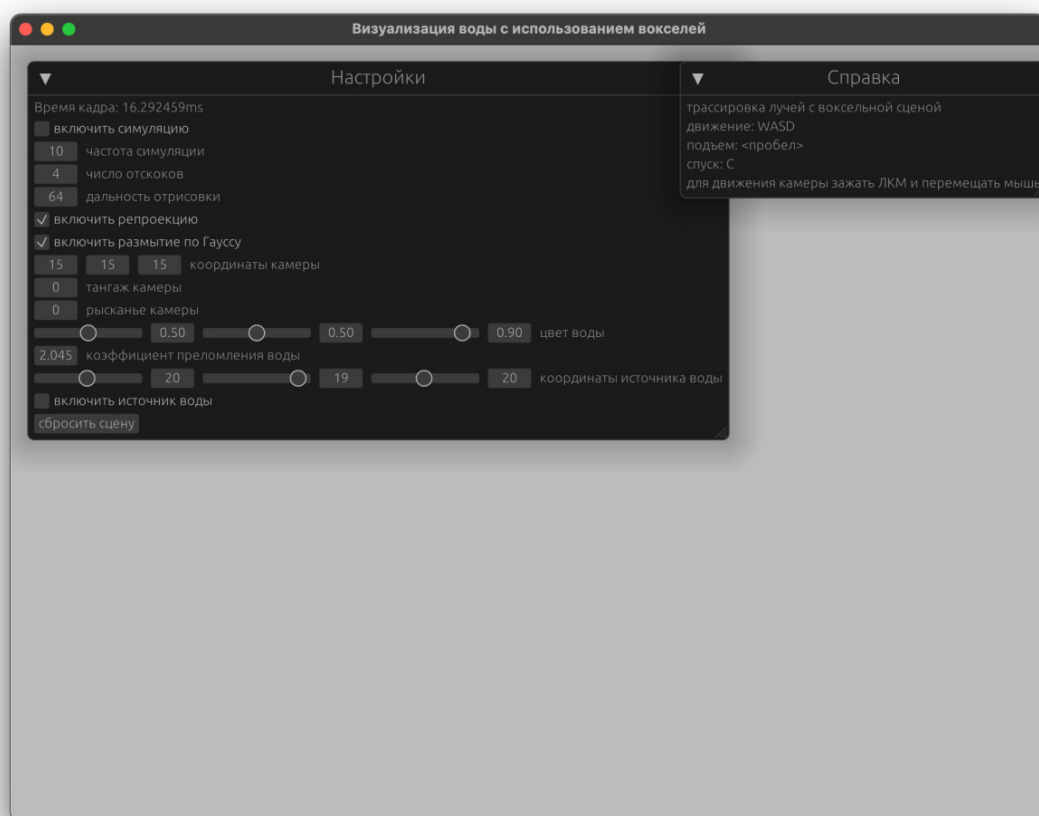 Визуализация воды с использованием вокселей
Настройки
Время кадра: 16.292459ms
включить симуляцию
10 частота симуляции
4 число отскоков
64 дальность отрисовки
включить репроекцию
включить размытие по Гауссу
15 15 15 координаты камеры
0 тангаж камеры
0 рысканье камеры
0.50 0.50 0.90 цвет воды
2.045 коэффициент преломления воды
20 19 20 координаты источника воды
включить источник воды
сбросить сцену
Справка
трассировка лучей с воксельной сценой
движение: WASD
подъем: <пробел>
спуск: C
для движения камеры зажать ЛКМ и перемещать мышь